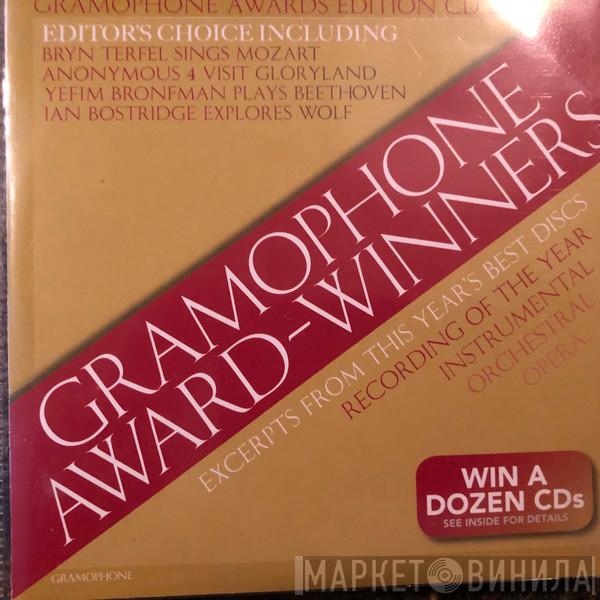 GRAMOPHONE AWARDS EDITION CD
EDITOR'S CHOICE INCLUDING
BRYN TERFEL SINGS MOZART
ANONYMOUS 4 VISIT GLORYLAND
YEFIM BRONFMAN PLAYS BEETHOVEN
IAN BOSTRIDGE EXPLORES WOLF
GRAMOPHONE
AWARD-WINNERS
EXCERPTS FROM THIS YEAR'S BEST DISCS
RECORDING OF THE YEAR
INSTRUMENTAL
ORCHESTRAL
OPERA...
WIN A
DOZEN CDs
SEE INSIDE FOR DETAILS
GRAMOPHONE
МАРКЕТ ВИНИЛА